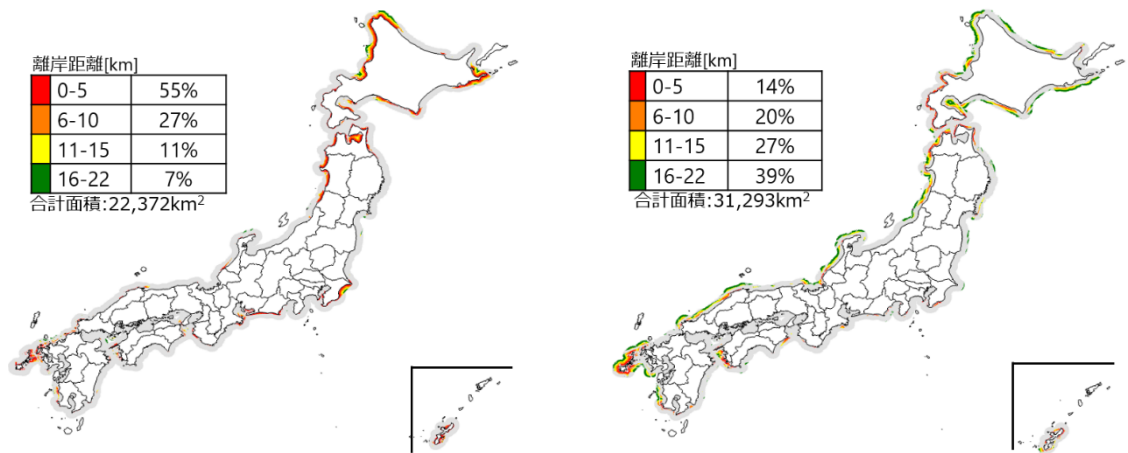 離岸距離[km]
0-5 55%
6-10 27%
11-15 11%
16-22 7%
合計面積:22,372km²
離岸距離[km]
0-5 14%
6-10 20%
11-15 27%
16-22 39%
合計面積:31,293km²